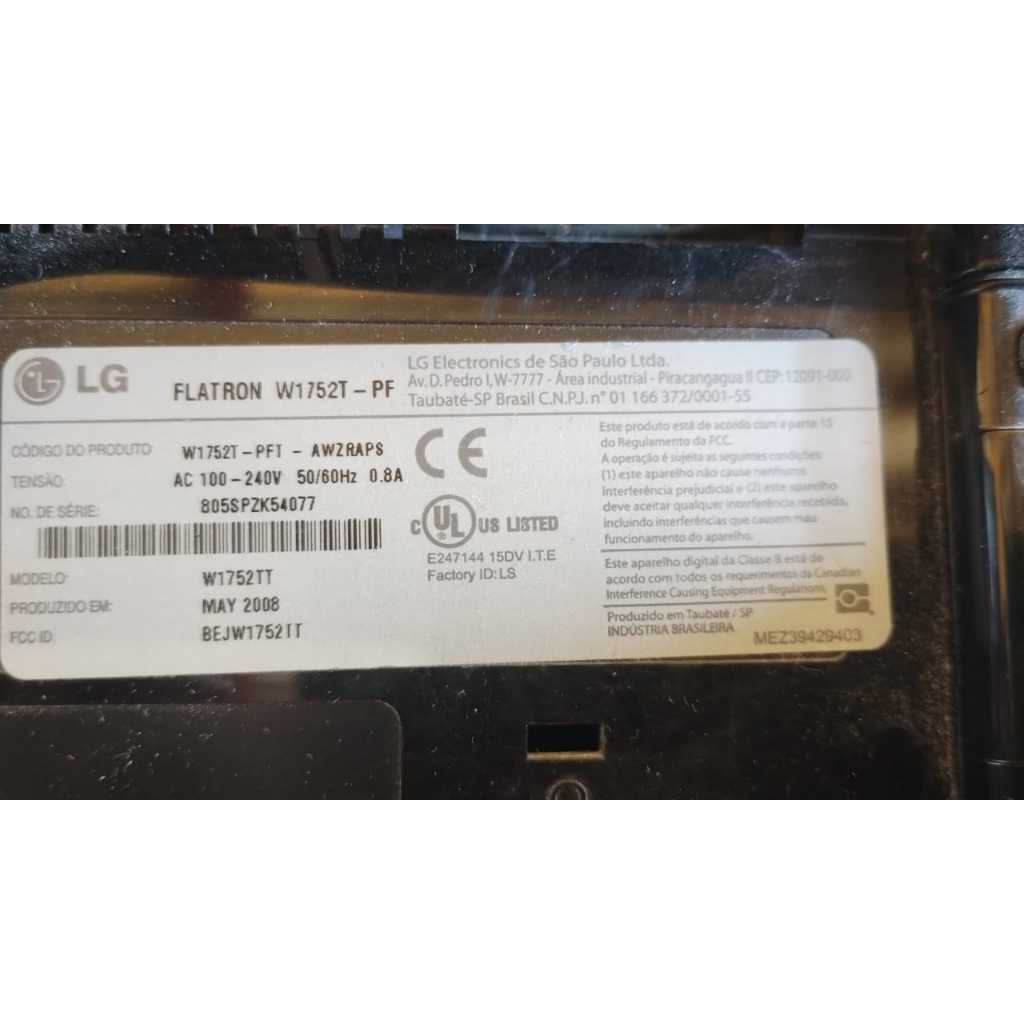 LG
FLATRON W1752T-PF
LG Electronics de São Paulo Ltda.
Av. D. Pedro I, W-7777 - Área industrial - Piracangagua II CEP: 12091-000
Taubaté-SP Brasil C.N.P.J. n° 01 166 372/0001-55
CÓDIGO DO PRODUTO: W1752T-PFT - AWZRAPS
TENSÃO: AC 100-240V 50/60Hz 0.8A
NO. DE SÉRIE: 805SPZK54077
MODELO: W1752TT
PRODUZIDO EM: MAY 2008
FCC ID: BEJW1752TT
CE
c UL US LISTED
E247144 15DV I.T.E
Factory ID: LS
Este produto está de acordo com a parte 15
do Regulamento da FCC.
A operação é sujeita as seguintes condições:
(1) este aparelho não cause nenhuma
interferência prejudicial e (2) este aparelho
deve aceitar qualquer interferência recebida,
incluindo interferências que causem mau
funcionamento do aparelho.
Este aparelho digital da Classe B está de
acordo com todos os requerimentos da Canadian
Interference Causing Equipment Regulations.
Produzido em Taubaté / SP
INDÚSTRIA BRASILEIRA
MEZ39429403